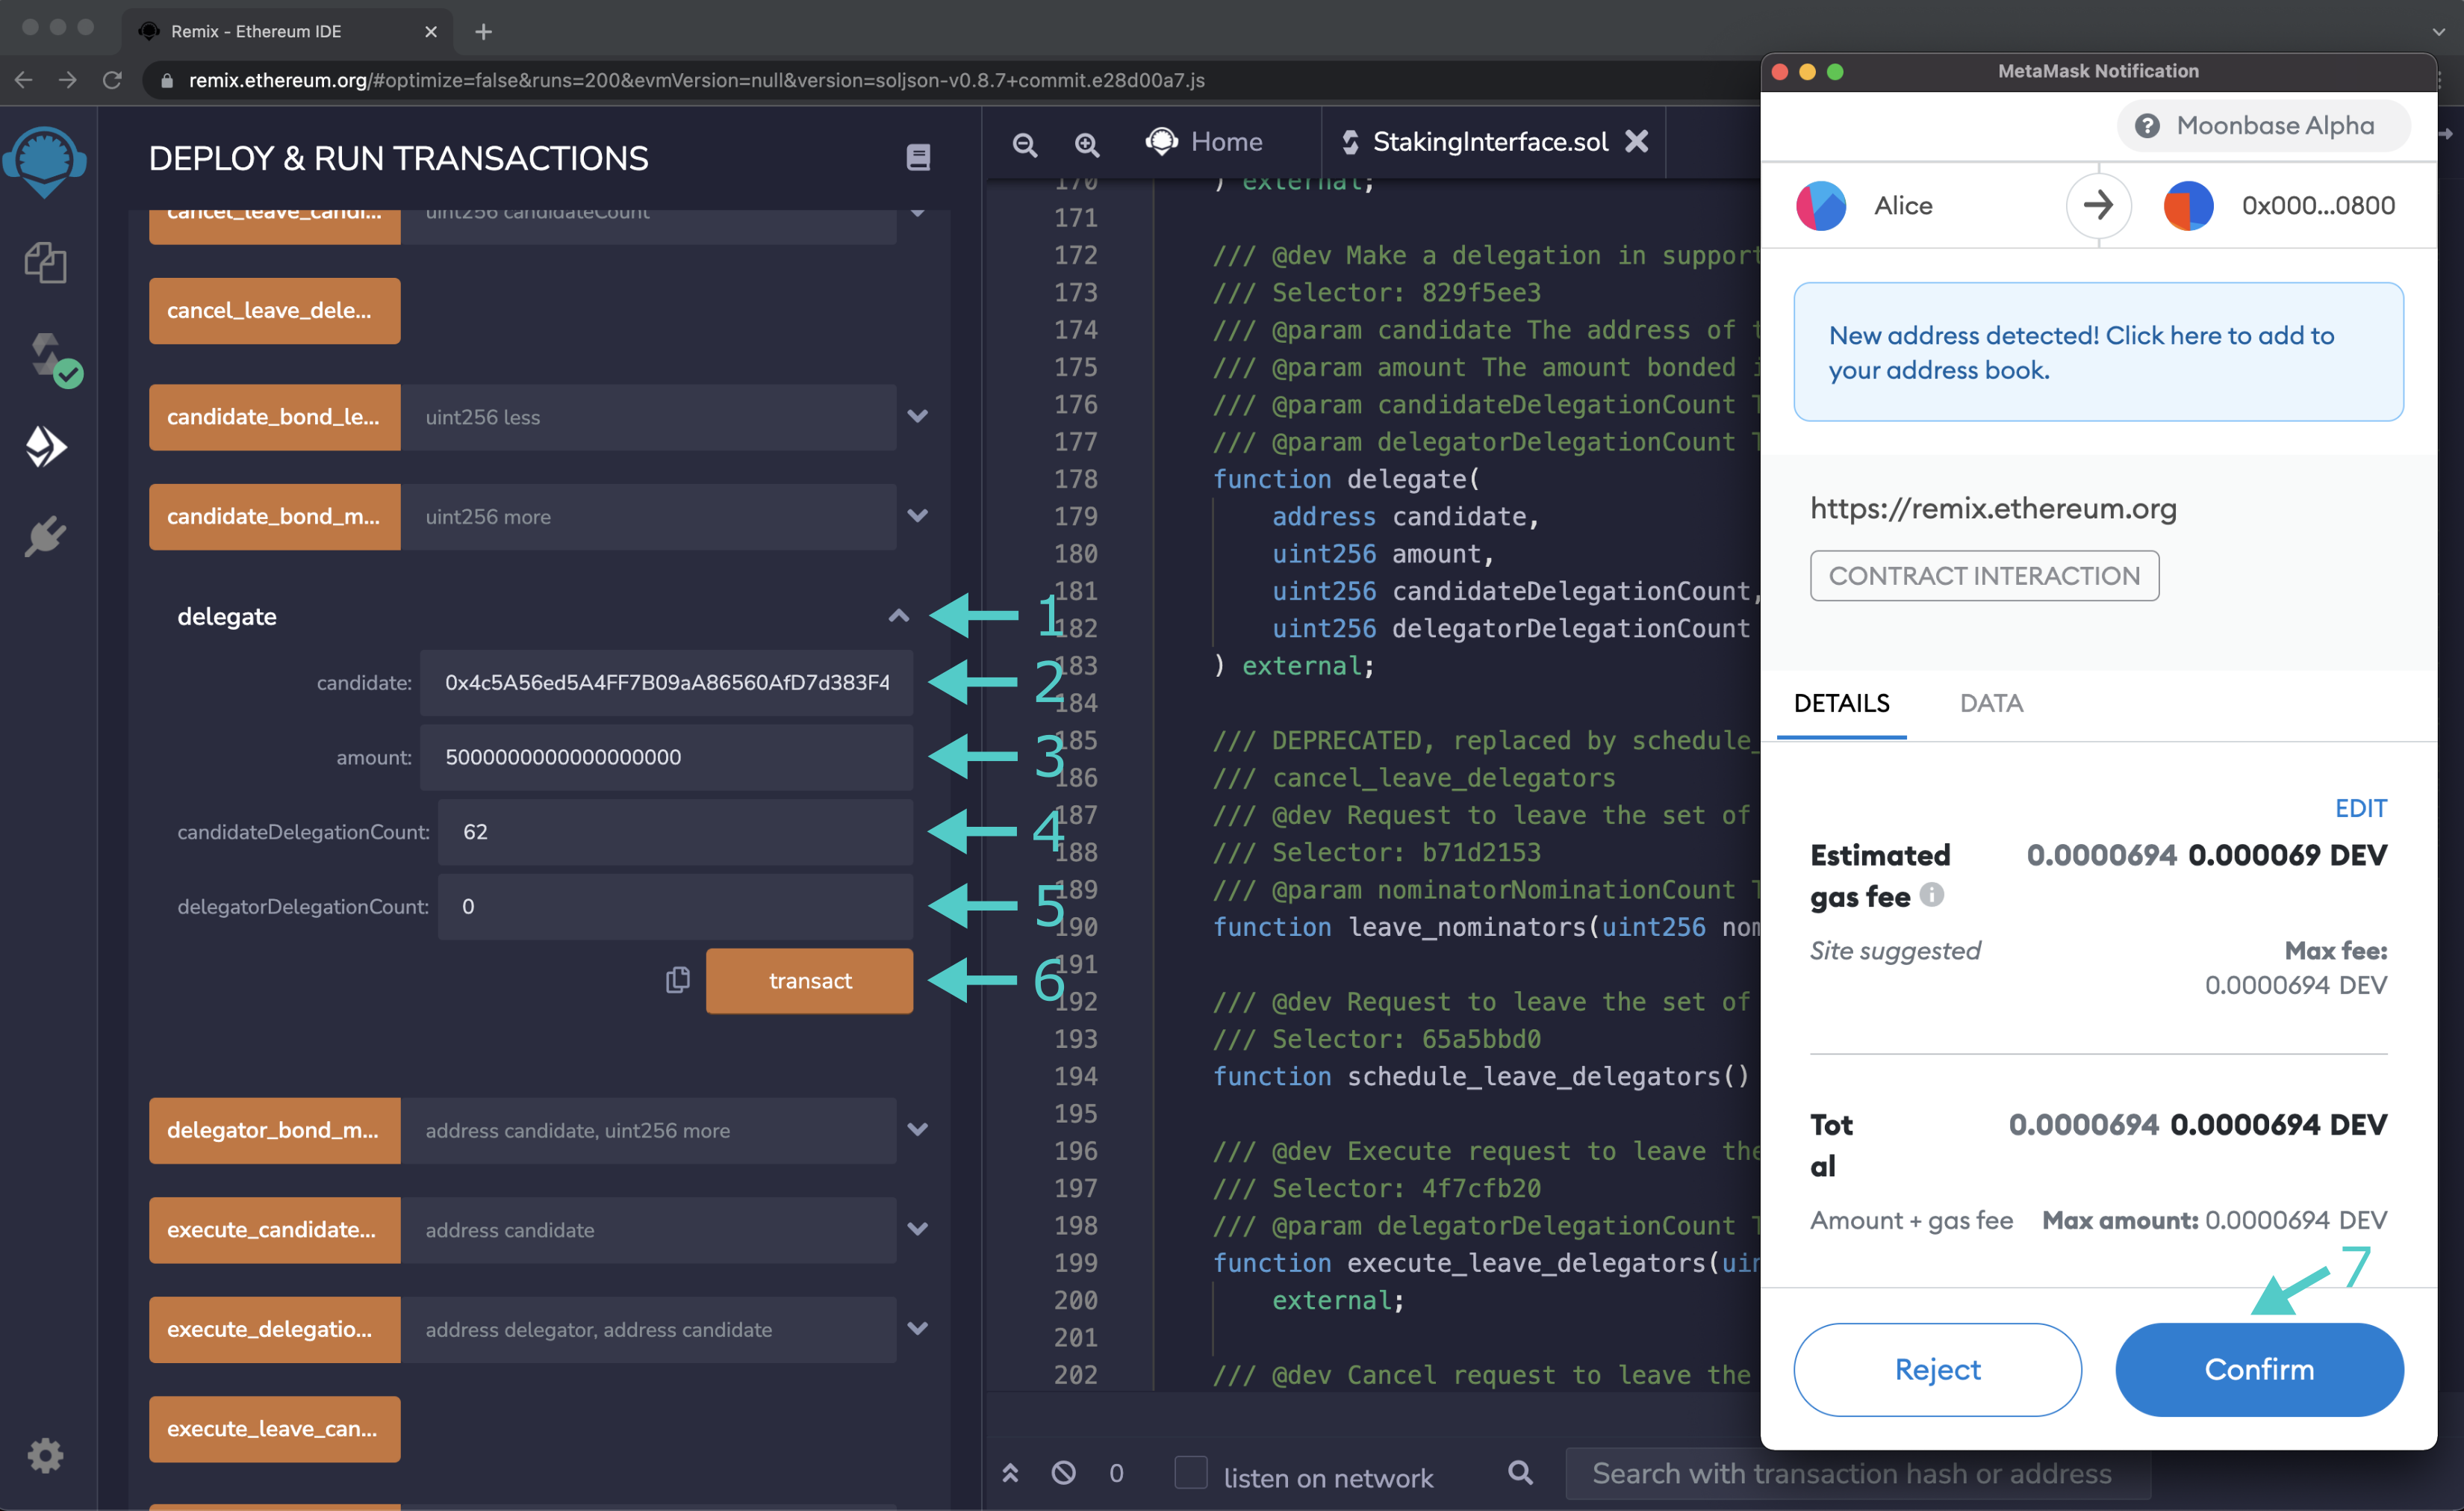 Remix - Ethereum IDE
remix.ethereum.org/#optimize=false&runs=200&evmVersion=null&version=soljson-v0.8.7+commit.e28d00a7.js
DEPLOY & RUN TRANSACTIONS
cancel_leave_candi...
uint256 candidateCount
cancel_leave_dele...
candidate_bond_le...
uint256 less
candidate_bond_m...
uint256 more
delegate
1
candidate:
0x4c5A56ed5A4FF7B09aA86560AfD7d383F4
2
amount:
5000000000000000000
3
candidateDelegationCount:
62
4
delegatorDelegationCount:
0
5
transact
6
delegator_bond_m...
address candidate, uint256 more
execute_candidate...
address candidate
execute_delegatio...
address delegator, address candidate
execute_leave_can...
Home
StakingInterface.sol
170 ) external;
171
172 /// @dev Make a delegation in support
173 /// Selector: 829f5ee3
174 /// @param candidate The address of
175 /// @param amount The amount bonded
176 /// @param candidateDelegationCount
177 /// @param delegatorDelegationCount
178 function delegate(
179 address candidate,
180 uint256 amount,
181 uint256 candidateDelegationCount,
182 uint256 delegatorDelegationCount
183 ) external;
184
185 /// DEPRECATED, replaced by schedule_
186 /// cancel_leave_delegators
187 /// @dev Request to leave the set of
188 /// Selector: b71d2153
189 /// @param nominatorNominationCount
190 function leave_nominators(uint256 nom
191
192 /// @dev Request to leave the set of
193 /// Selector: 65a5bbd0
194 function schedule_leave_delegators()
195
196 /// @dev Execute request to leave the
197 /// Selector: 4f7cfb20
198 /// @param delegatorDelegationCount
199 function execute_leave_delegators(uin
200 external;
201
202 /// @dev Cancel request to leave the
0
listen on network
Search with transaction hash or address
MetaMask Notification
Moonbase Alpha
Alice
0x000...0800
New address detected! Click here to add to
your address book.
https://remix.ethereum.org
CONTRACT INTERACTION
DETAILS
DATA
EDIT
Estimated
gas fee
0.0000694 0.000069 DEV
Site suggested
Max fee:
0.0000694 DEV
Tot
al
0.0000694 0.0000694 DEV
Amount + gas fee
Max amount: 0.0000694 DEV
7
Reject
Confirm